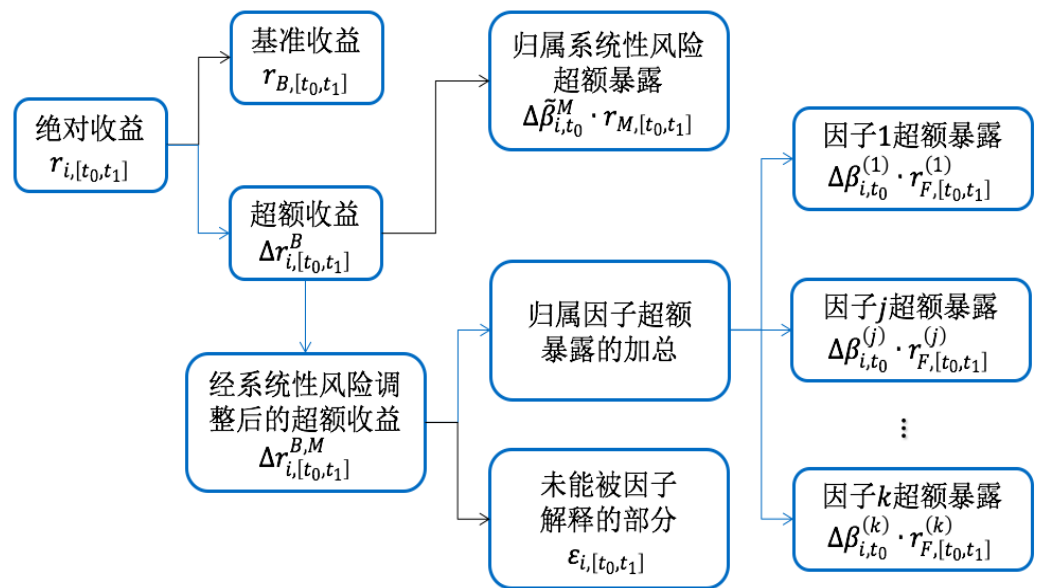 绝对收益
r_{i,[t_0,t_1]}
基准收益
r_{B,[t_0,t_1]}
超额收益
Δr^{B}_{i,[t_0,t_1]}
经系统性风险调
整后的超额收益
Δr^{B,M}_{i,[t_0,t_1]}
归属系统性风险
超额暴露
Δ\tilde{β}^{M}_{i,t_0} · r_{M,[t_0,t_1]}
归属因子超额
暴露的加总
未能被因子
解释的部分
ε_{i,[t_0,t_1]}
因子1超额暴露
Δβ^{(1)}_{i,t_0} · r^{(1)}_{F,[t_0,t_1]}
因子j超额暴露
Δβ^{(j)}_{i,t_0} · r^{(j)}_{F,[t_0,t_1]}
⋮
因子k超额暴露
Δβ^{(k)}_{i,t_0} · r^{(k)}_{F,[t_0,t_1]}